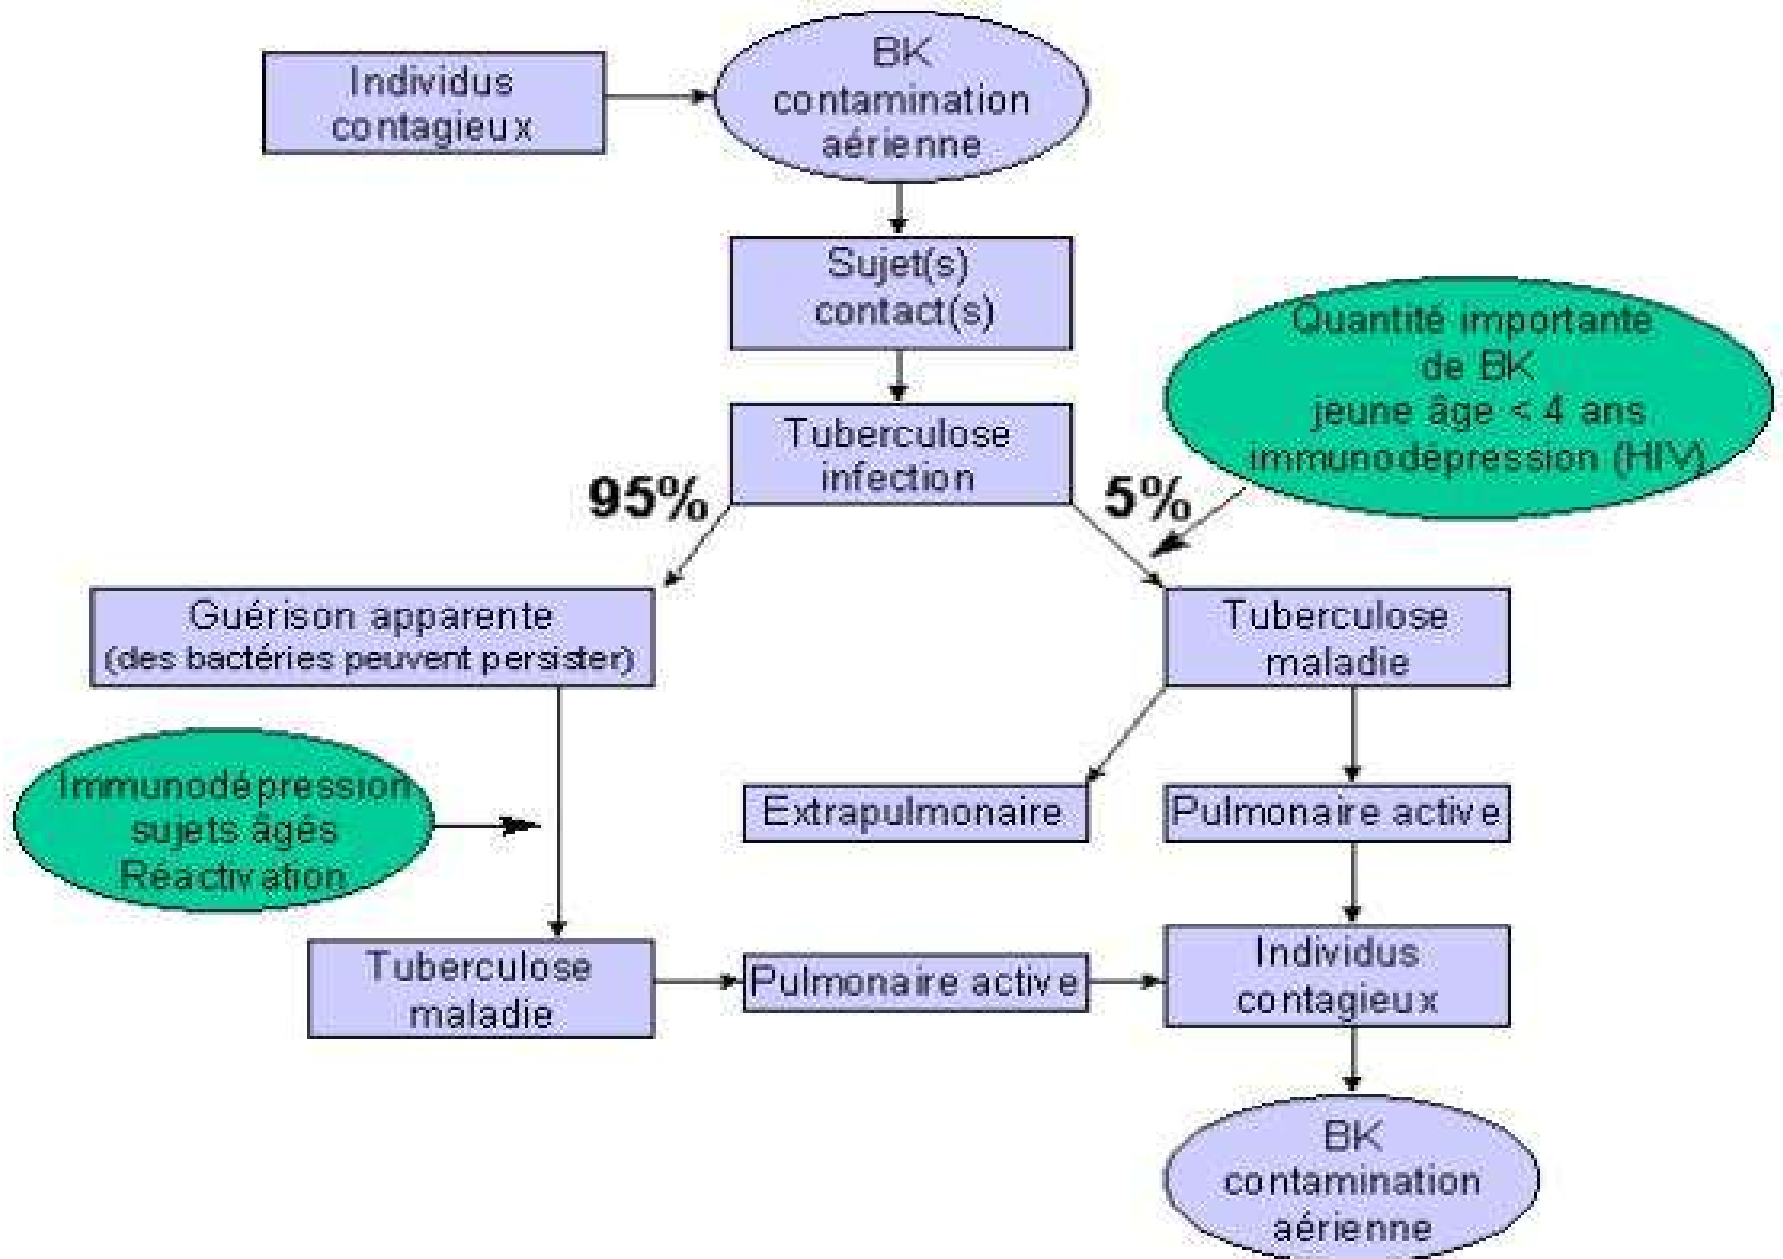 Individus
contagieux
BK
contamination
aérienne
Sujet(s)
contact(s)
Quantité importante
de BK
jeune âge < 4 ans
immunodépression (HIV)
Tuberculose
infection
95%
5%
Guérison apparente
(des bactéries peuvent persister)
Tuberculose
maladie
Immunodépression
sujets âgés
Réactivation
Extrapulmonaire
Pulmonaire active
Tuberculose
maladie
Pulmonaire active
Individus
contagieux
BK
contamination
aérienne